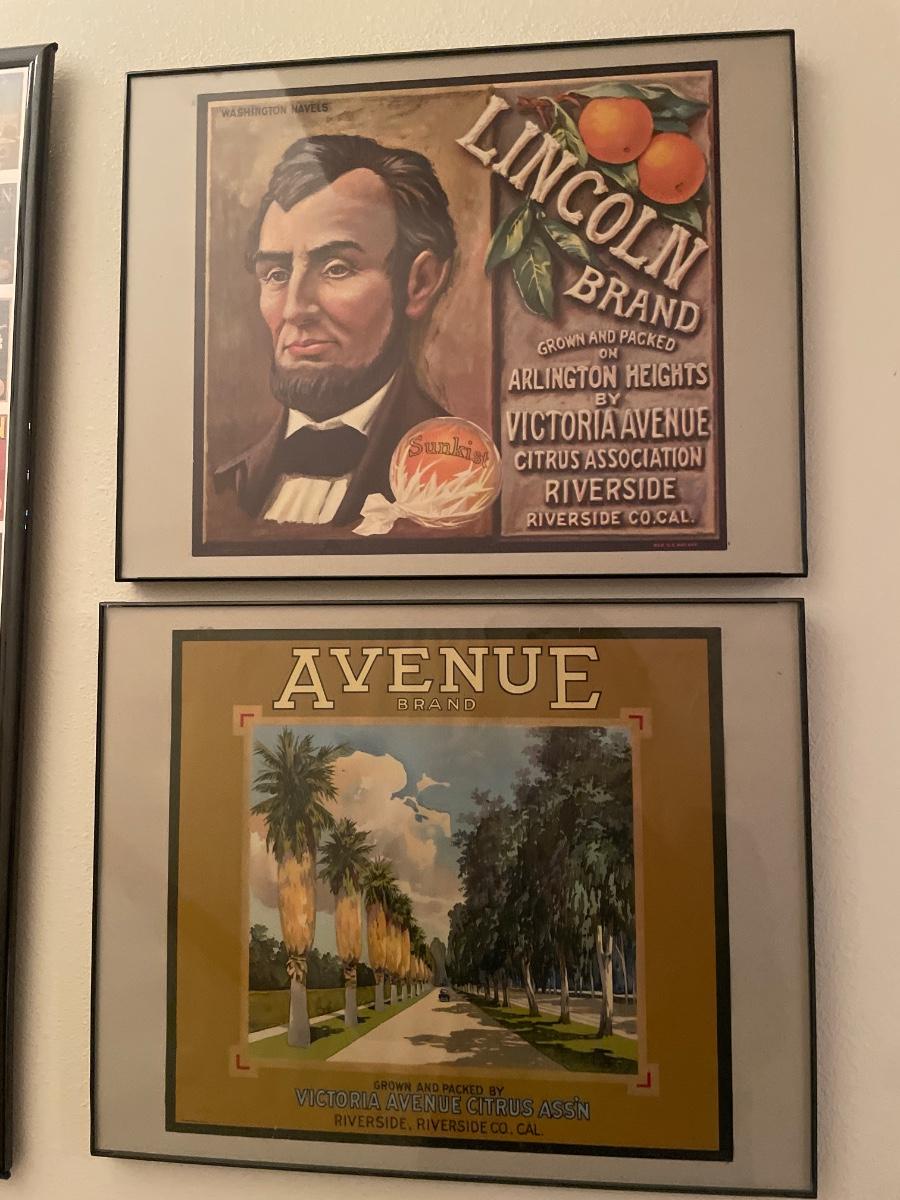 WASHINGTON NAVELS
LINCOLN
BRAND
GROWN AND PACKED
ON
ARLINGTON HEIGHTS
BY
VICTORIA AVENUE
CITRUS ASSOCIATION
RIVERSIDE
RIVERSIDE CO.CAL.
Sunkist
AVENUE
BRAND
GROWN AND PACKED BY
VICTORIA AVENUE CITRUS ASS'N
RIVERSIDE, RIVERSIDE CO., CAL.